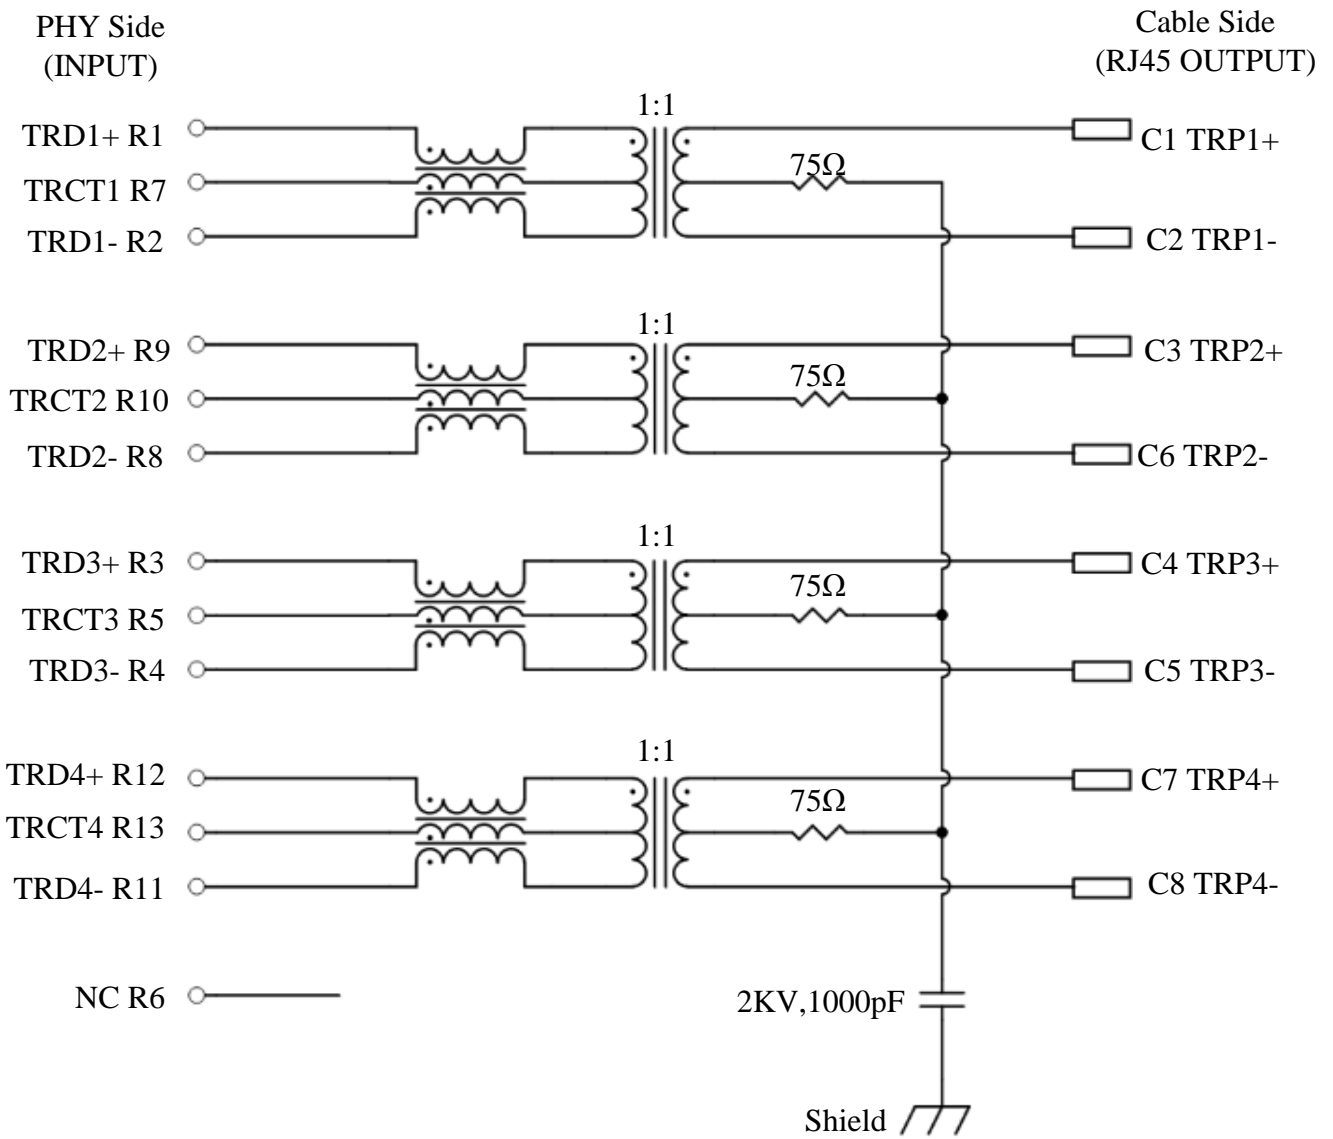 PHY Side
(INPUT)
Cable Side
(RJ45 OUTPUT)
1:1
TRD1+ R1
C1 TRP1+
75Ω
TRCT1 R7
TRD1- R2
C2 TRP1-
1:1
TRD2+ R9
C3 TRP2+
75Ω
TRCT2 R10
TRD2- R8
C6 TRP2-
1:1
TRD3+ R3
C4 TRP3+
75Ω
TRCT3 R5
TRD3- R4
C5 TRP3-
1:1
TRD4+ R12
C7 TRP4+
75Ω
TRCT4 R13
TRD4- R11
C8 TRP4-
NC R6
2KV,1000pF
Shield